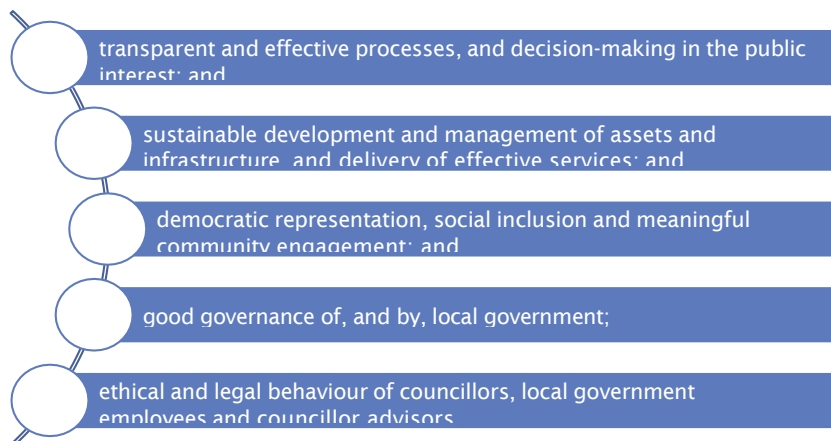 transparent and effective processes, and decision-making in the public
interest; and
sustainable development and management of assets and
infrastructure, and delivery of effective services; and
democratic representation, social inclusion and meaningful
community engagement; and
good governance of, and by, local government;
ethical and legal behaviour of councillors, local government
employees and councillor advisors